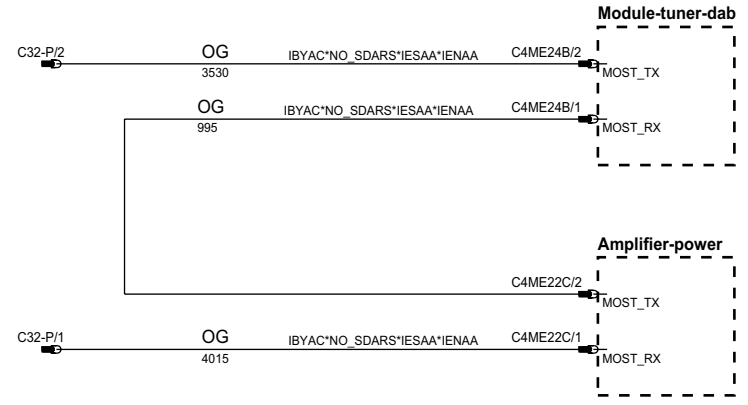 Module-tuner-dab
C32-P/2 OG IBYAC*NO_SDARS*IESAA*IENAA C4ME24B/2
3530 MOST_TX
OG IBYAC*NO_SDARS*IESAA*IENAA C4ME24B/1
995 MOST_RX
Amplifier-power
C4ME22C/2
MOST_TX
C32-P/1 OG IBYAC*NO_SDARS*IESAA*IENAA C4ME22C/1
4015 MOST_RX